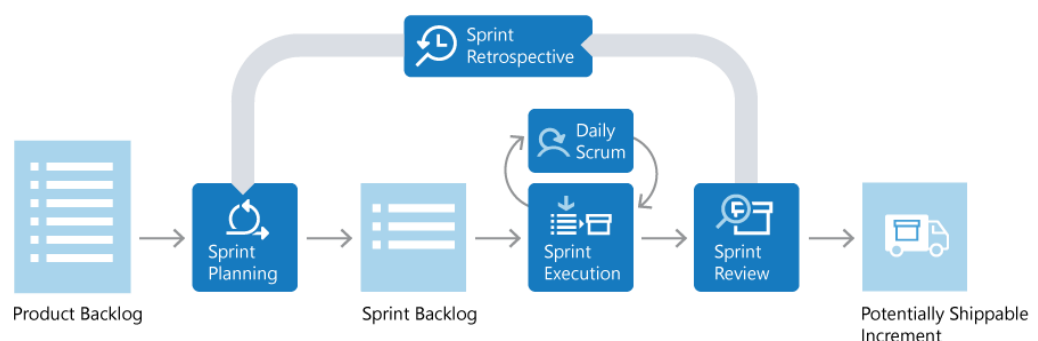 Sprint
Retrospective
Daily
Scrum
Sprint
Planning
Sprint
Execution
Sprint
Review
Product Backlog
Sprint Backlog
Potentially Shippable
Increment